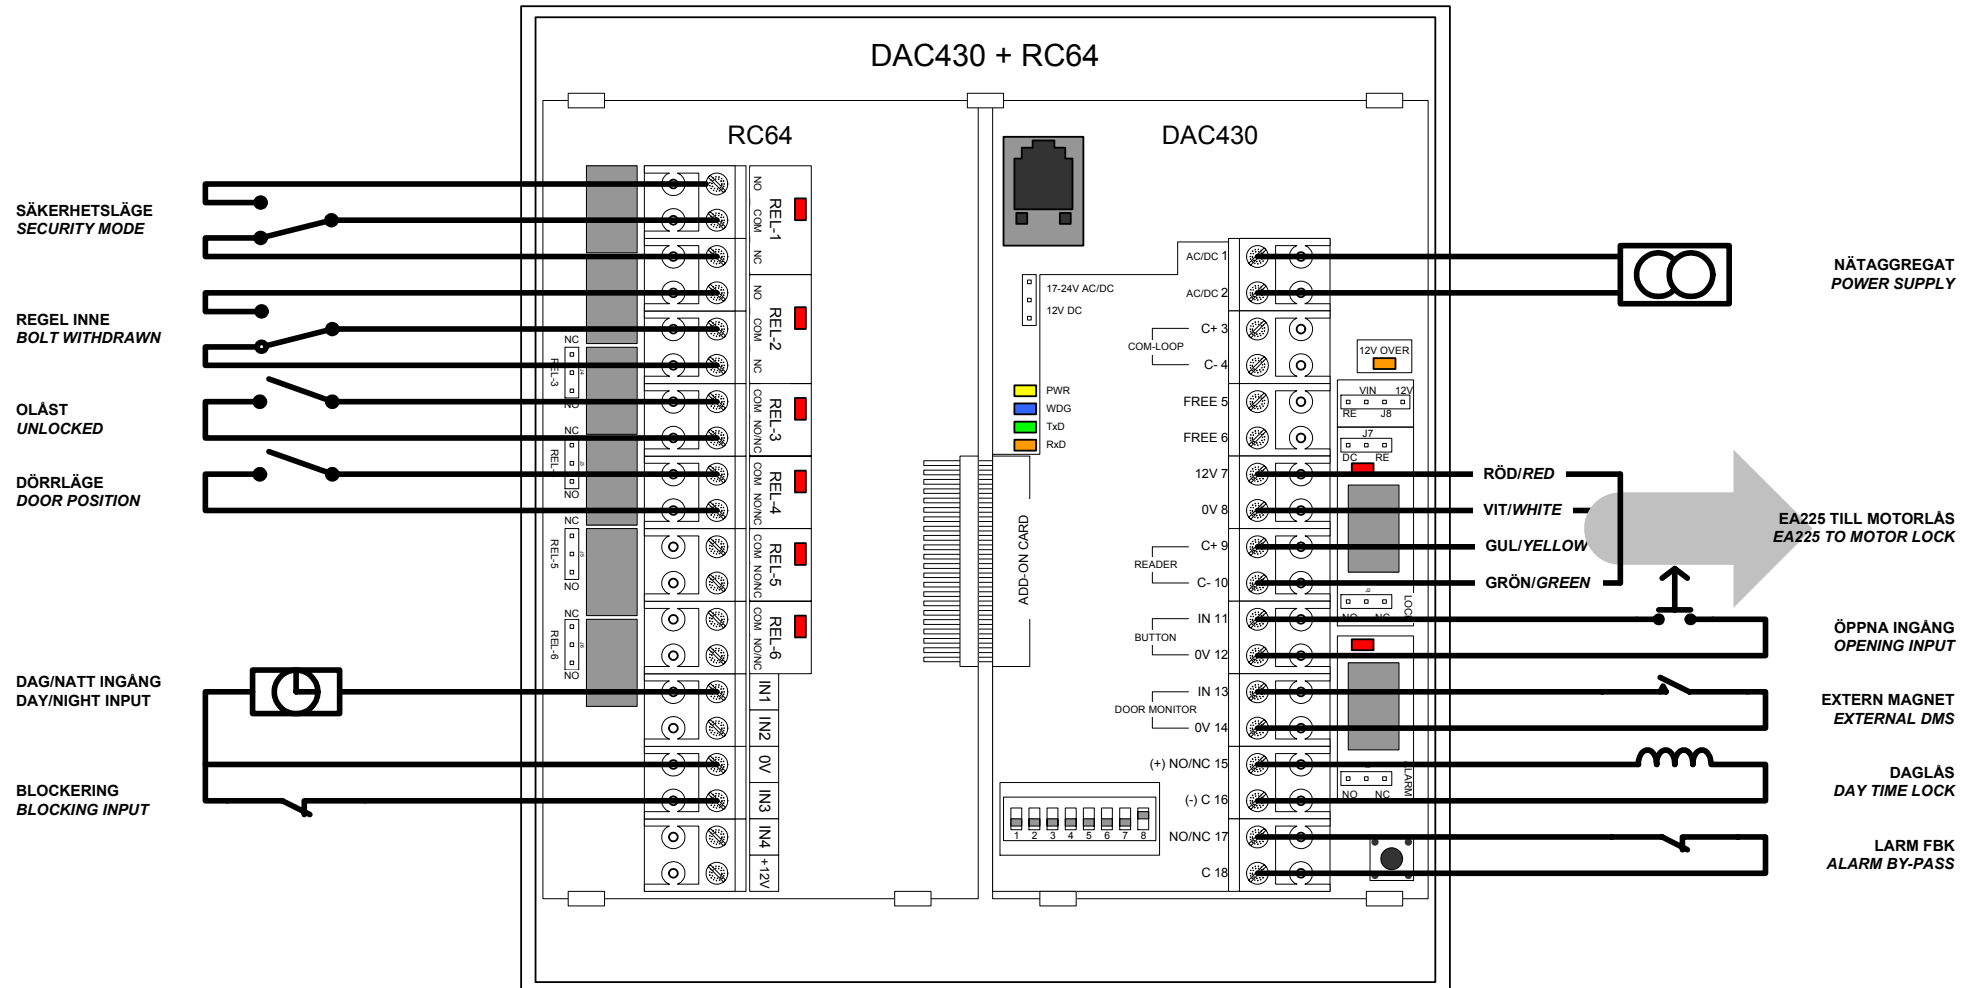 DAC430 + RC64
RC64
DAC430
SÄKERHETSLÄGE
SECURITY MODE
REGEL INNE
BOLT WITHDRAWN
OLÅST
UNLOCKED
DÖRRLÄGE
DOOR POSITION
DAG/NATT INGÅNG
DAY/NIGHT INPUT
BLOCKERING
BLOCKING INPUT
NC
REL-3
J4
NO
NC
REL-
NO
NC
REL-5
J5
NO
NC
REL-6
J6
NO
NO
COM
NC
REL-1
NO
COM
NC
REL-2
COM NO/NC
REL-3
COM NO/NC
REL-4
COM NO/NC
REL-5
COM NO/NC
REL-6
IN1
IN2
0V
IN3
IN4
+12V
17-24V AC/DC
12V DC
PWR
WDG
TxD
RxD
ADD-ON CARD
1 2 3 4 5 6 7 8
AC/DC 1
AC/DC 2
C+ 3
COM-LOOP
C- 4
FREE 5
FREE 6
12V 7
0V 8
C+ 9
READER
C- 10
IN 11
BUTTON
0V 12
IN 13
DOOR MONITOR
0V 14
(+) NO/NC 15
(-) C 16
NO/NC 17
C 18
12V OVER
VIN 12V
RE J8
J7
DC RE
NO NC
LOCK
NO NC
ALARM
RÖD/RED
VIT/WHITE
GUL/YELLOW
GRÖN/GREEN
NÄTAGGREGAT
POWER SUPPLY
EA225 TILL MOTORLÅS
EA225 TO MOTOR LOCK
ÖPPNA INGÅNG
OPENING INPUT
EXTERN MAGNET
EXTERNAL DMS
DAGLÅS
DAY TIME LOCK
LARM FBK
ALARM BY-PASS